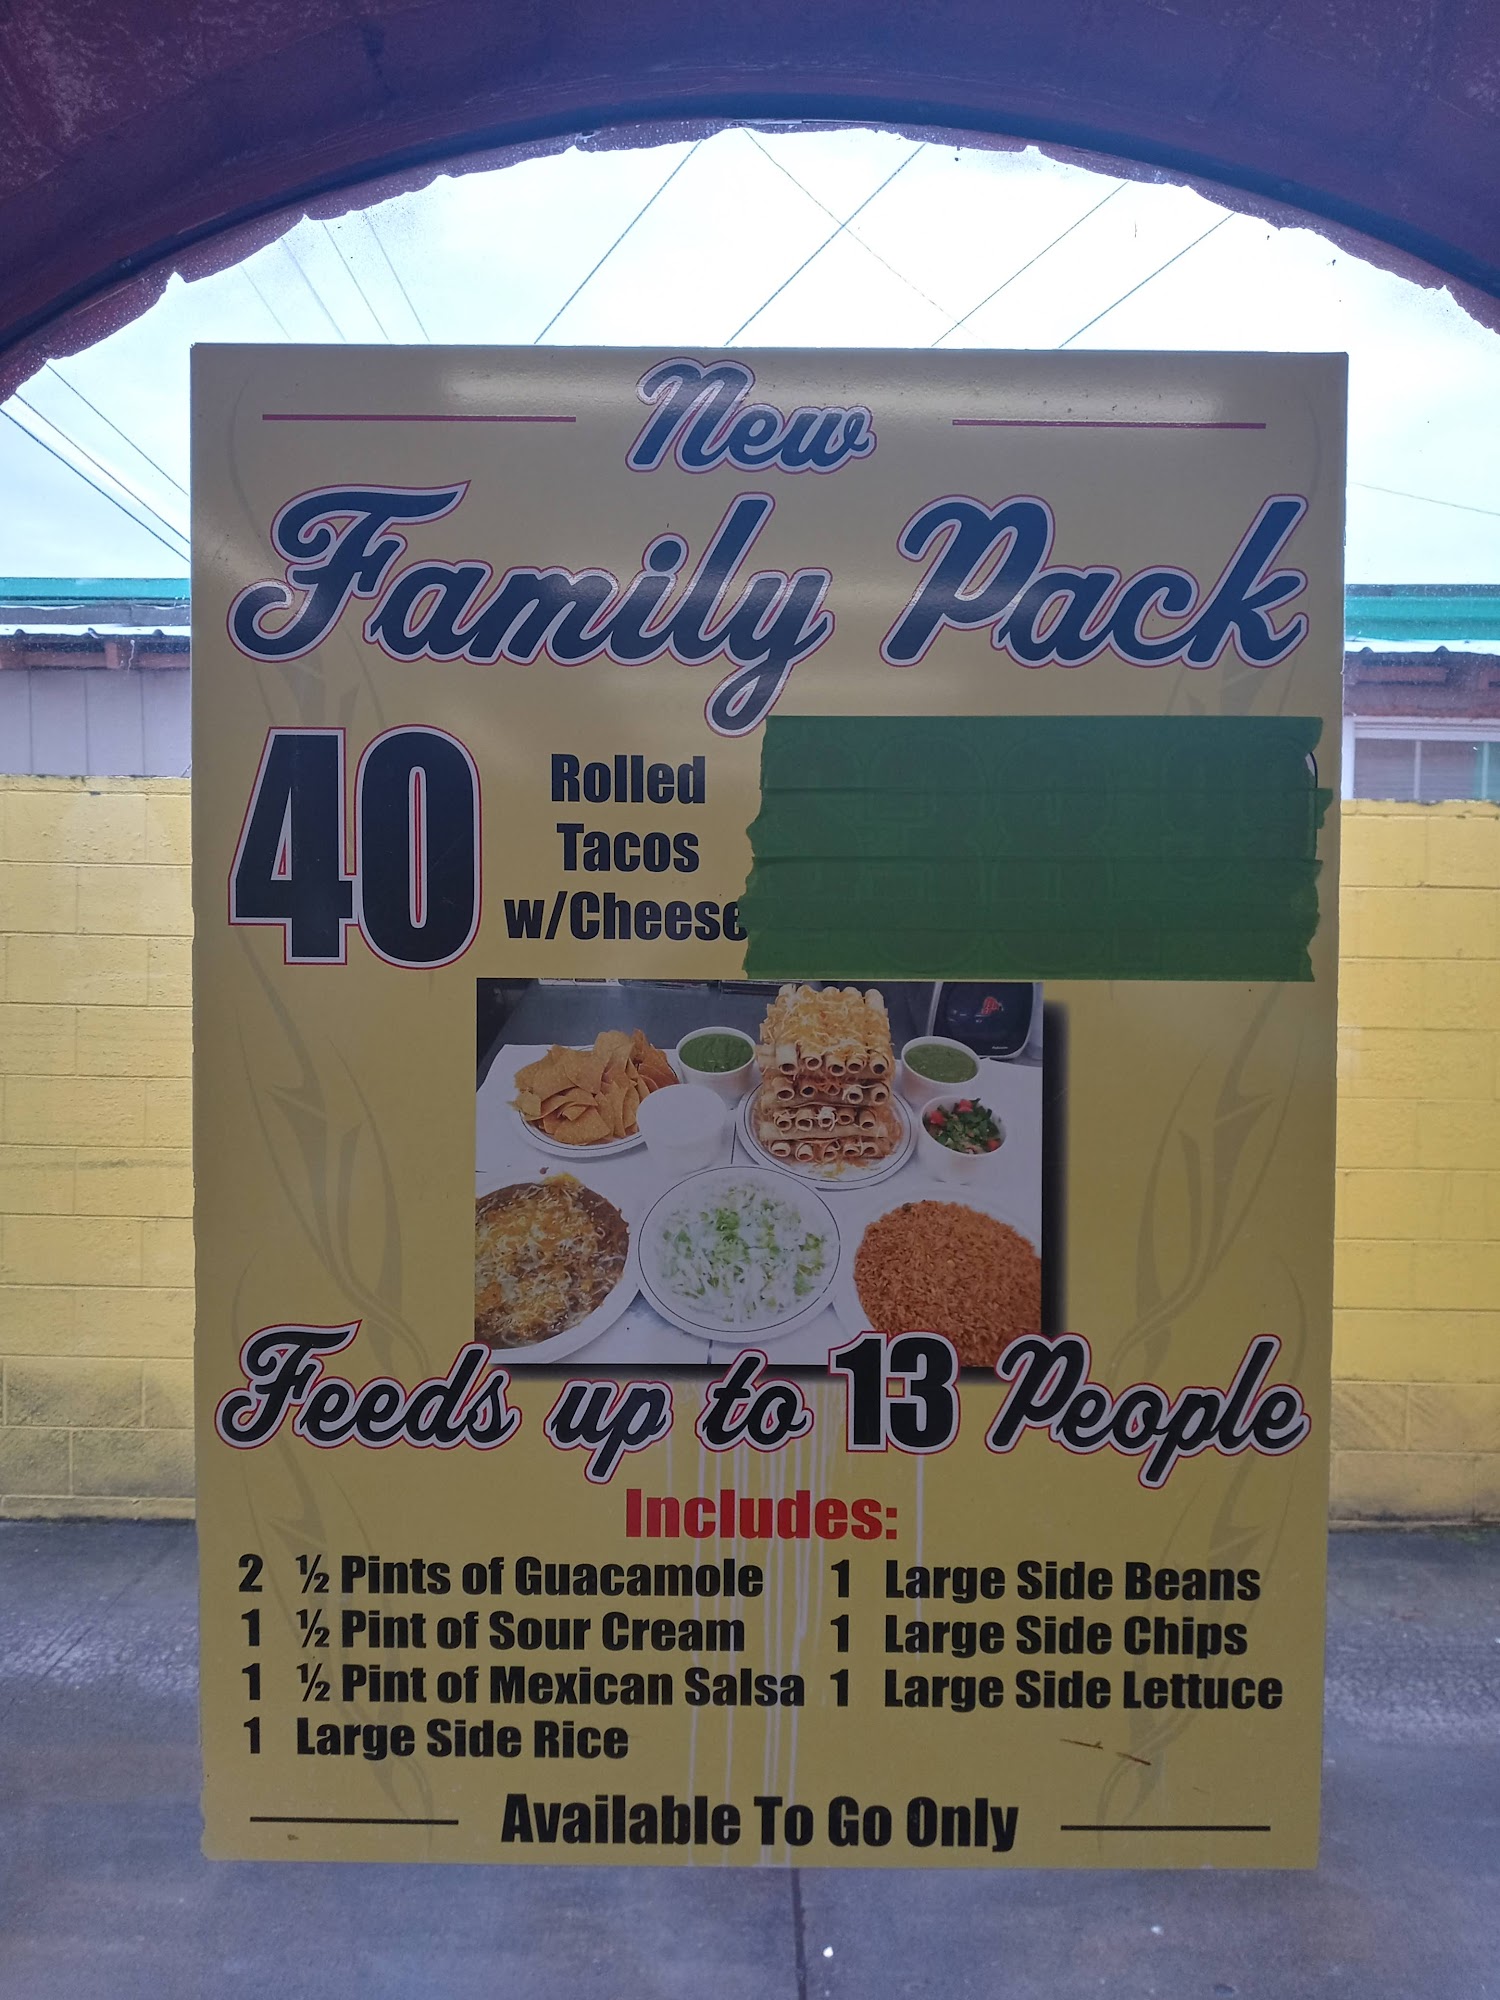 New
Family Pack
40
Rolled
Tacos
w/Cheese
Feeds up to 13 People
Includes:
2 ½ Pints of Guacamole
1 ½ Pint of Sour Cream
1 ½ Pint of Mexican Salsa
1 Large Side Rice
1 Large Side Beans
1 Large Side Chips
1 Large Side Lettuce
Available To Go Only